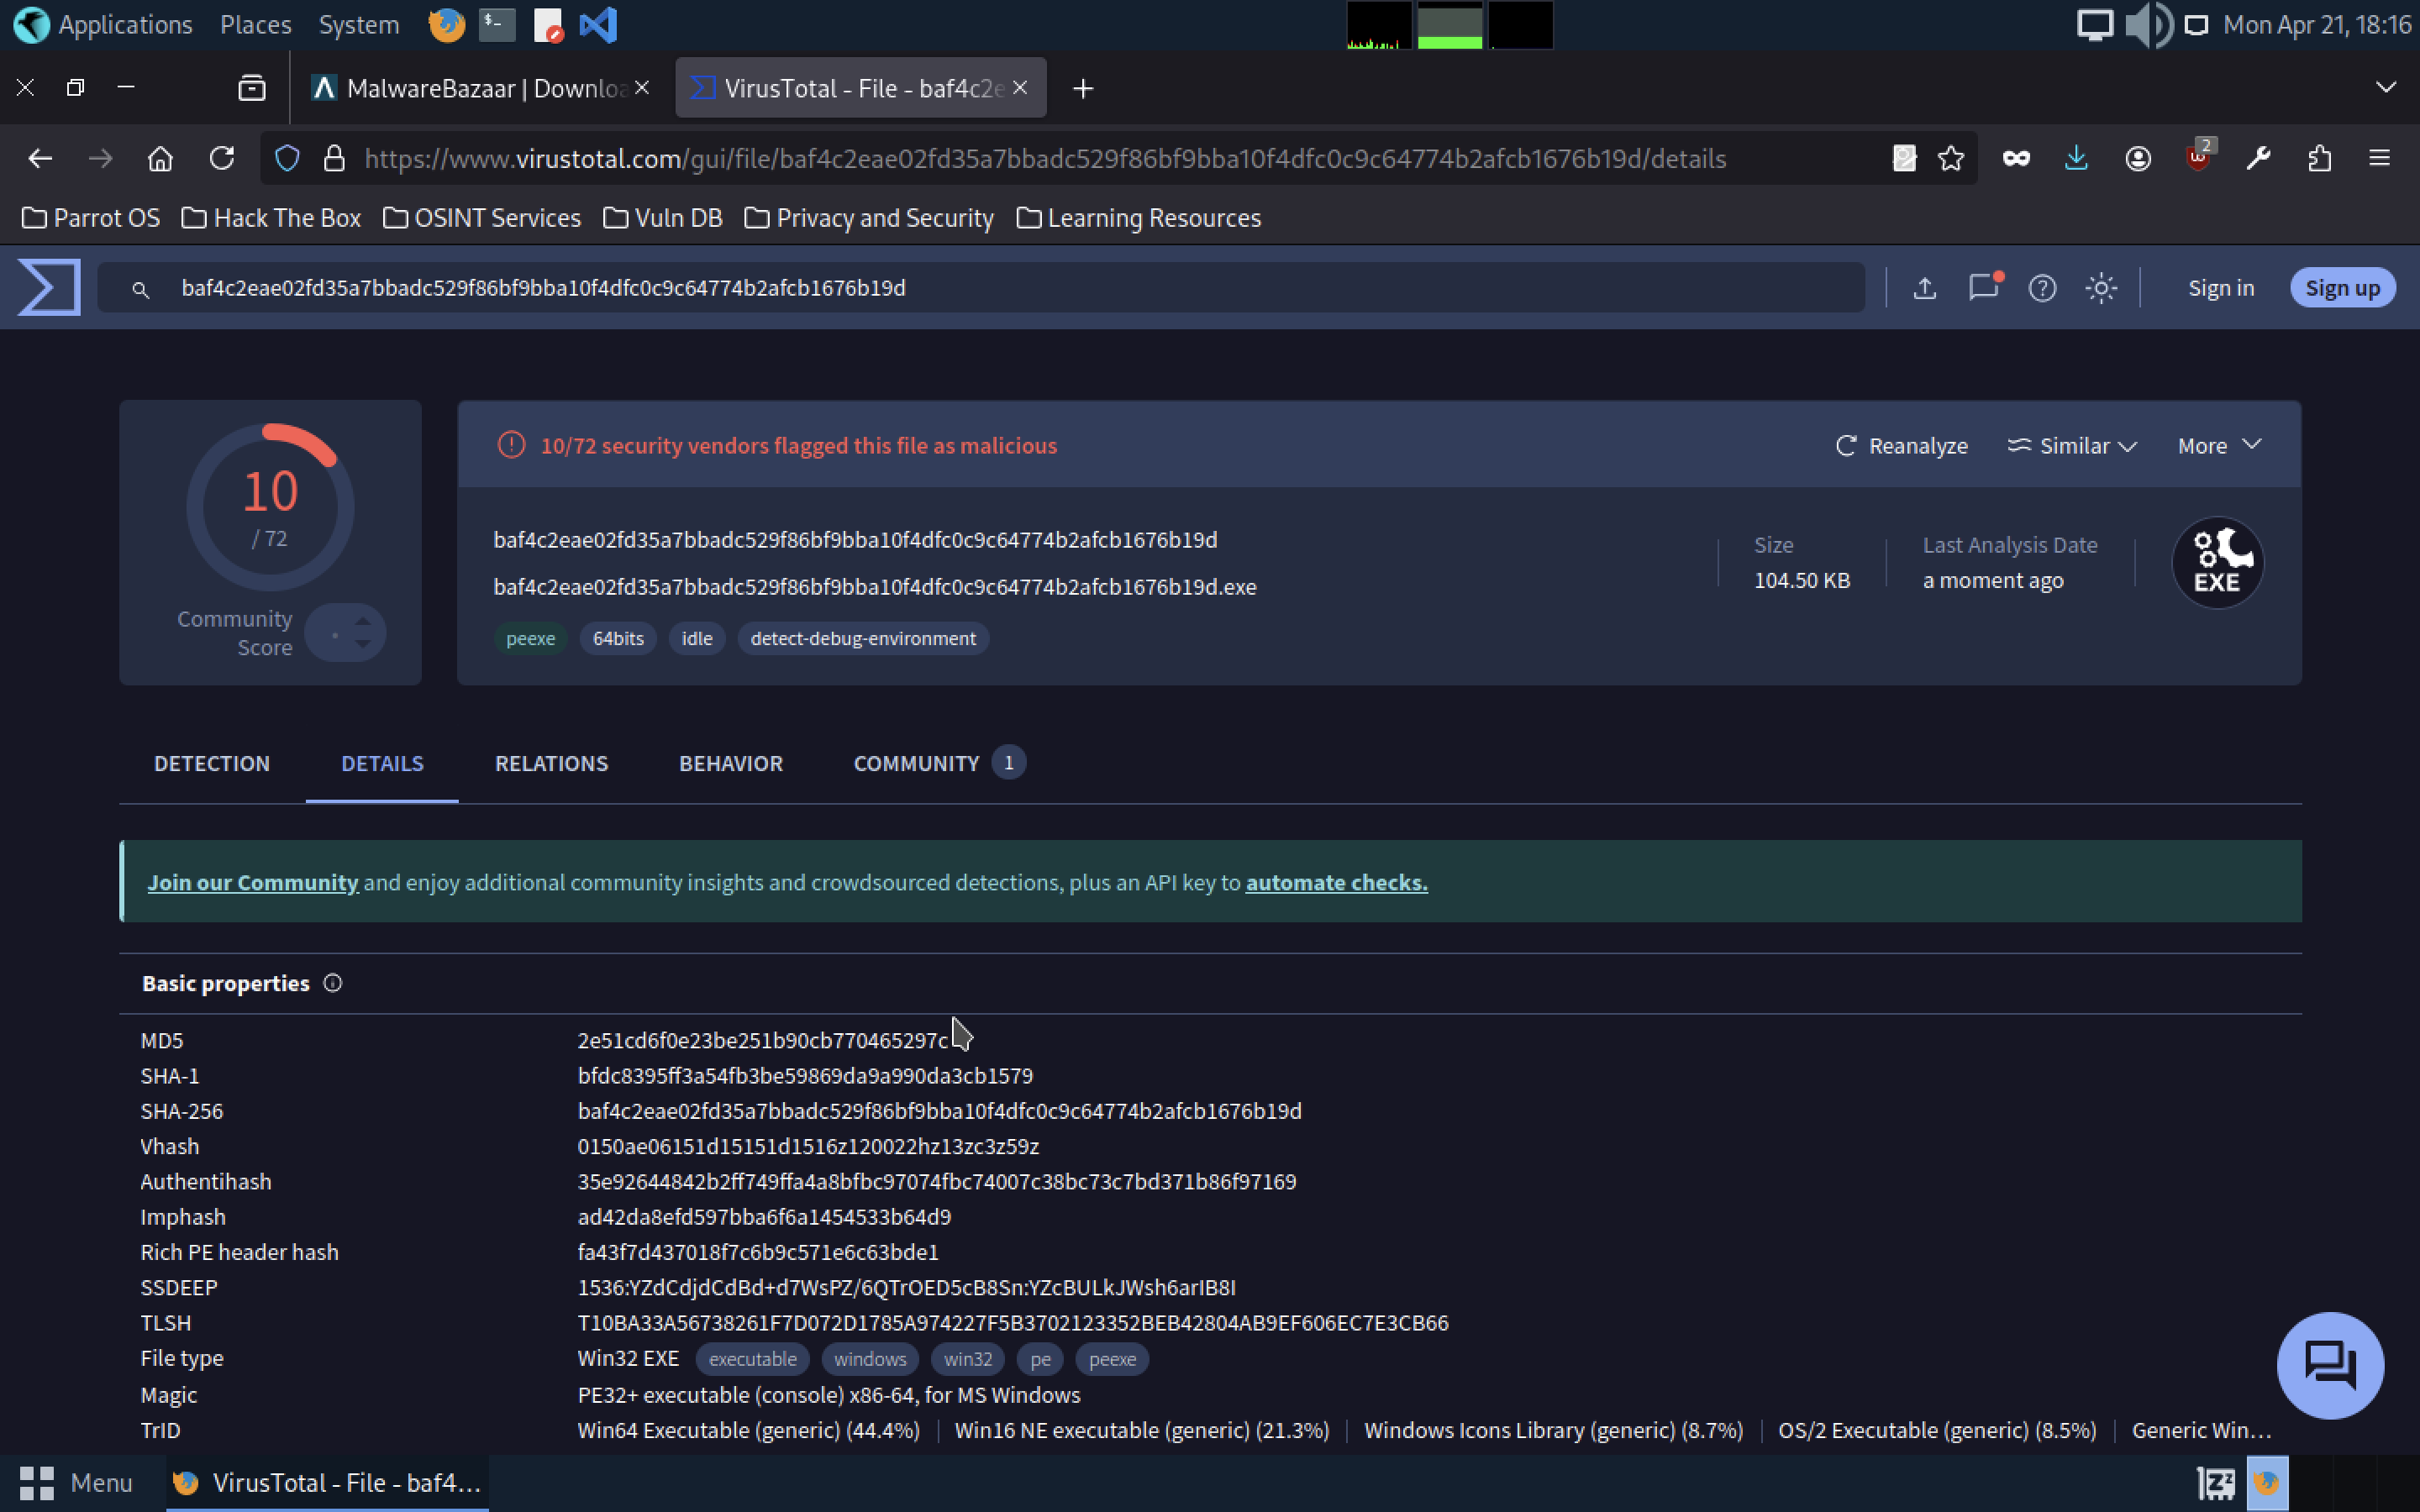 Applications Places System Mon Apr 21, 18:16
MalwareBazaar | Downloa
VirusTotal - File - baf4c2e
https://www.virustotal.com/gui/file/baf4c2eae02fd35a7bbadc529f86bf9bba10f4dfc0c9c64774b2afcb1676b19d/details
2
Parrot OS Hack The Box OSINT Services Vuln DB Privacy and Security Learning Resources
baf4c2eae02fd35a7bbadc529f86bf9bba10f4dfc0c9c64774b2afcb1676b19d
Sign in Sign up
10
/ 72
Community
Score
10/72 security vendors flagged this file as malicious
Reanalyze Similar More
baf4c2eae02fd35a7bbadc529f86bf9bba10f4dfc0c9c64774b2afcb1676b19d
baf4c2eae02fd35a7bbadc529f86bf9bba10f4dfc0c9c64774b2afcb1676b19d.exe
peexe 64bits idle detect-debug-environment
Size
104.50 KB
Last Analysis Date
a moment ago
EXE
DETECTION DETAILS RELATIONS BEHAVIOR COMMUNITY 1
Join our Community and enjoy additional community insights and crowdsourced detections, plus an API key to automate checks.
Basic properties
MD5 2e51cd6f0e23be251b90cb770465297c
SHA-1 bfdc8395ff3a54fb3be59869da9a990da3cb1579
SHA-256 baf4c2eae02fd35a7bbadc529f86bf9bba10f4dfc0c9c64774b2afcb1676b19d
Vhash 0150ae06151d15151d1516z120022hz13zc3z59z
Authentihash 35e92644842b2ff749ffa4a8bfbc97074fbc74007c38bc73c7bd371b86f97169
Imphash ad42da8efd597bba6f6a1454533b64d9
Rich PE header hash fa43f7d437018f7c6b9c571e6c63bde1
SSDEEP 1536:YZdCdjdCdBd+d7WsPZ/6QTrOED5cB8Sn:YZcBULkJWsh6arIB8I
TLSH T10BA33A56738261F7D072D1785A974227F5B3702123352BEB42804AB9EF606EC7E3CB66
File type Win32 EXE executable windows win32 pe peexe
Magic PE32+ executable (console) x86-64, for MS Windows
TrID Win64 Executable (generic) (44.4%) Win16 NE executable (generic) (21.3%) Windows Icons Library (generic) (8.7%) OS/2 Executable (generic) (8.5%) Generic Win…
Menu VirusTotal - File - baf4...